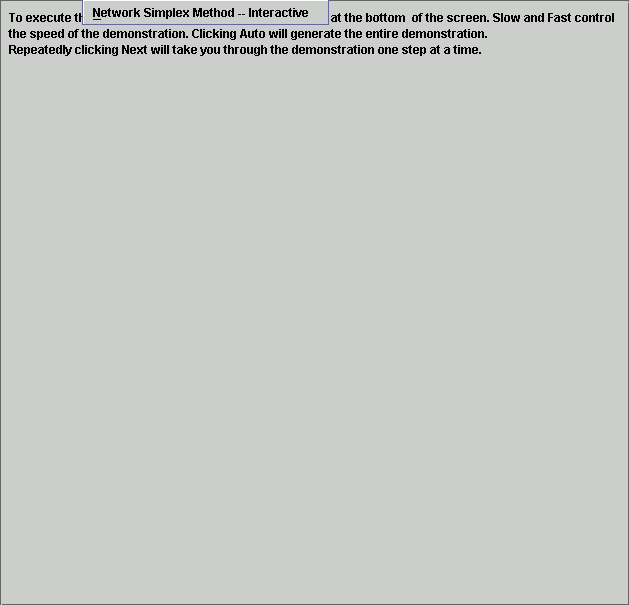 Network Simplex Method -- Interactive
To execute th at the bottom of the screen. Slow and Fast control
the speed of the demonstration. Clicking Auto will generate the entire demonstration.
Repeatedly clicking Next will take you through the demonstration one step at a time.